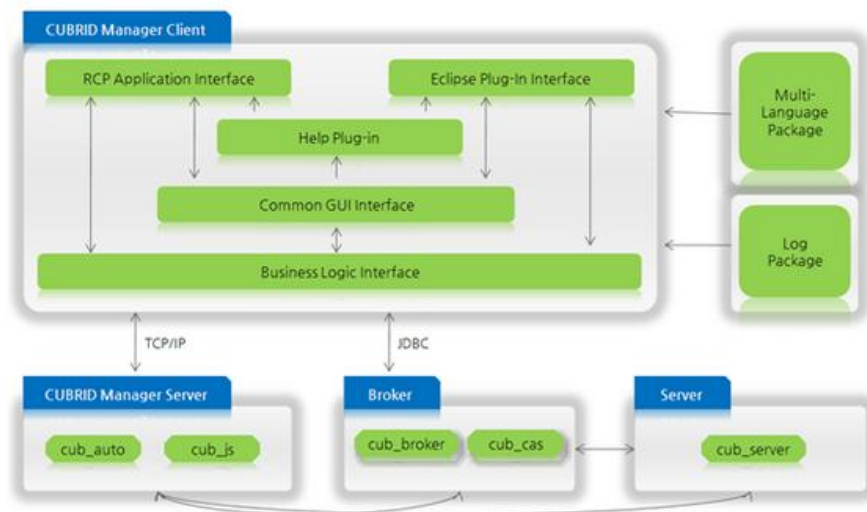 CUBRID Manager Client
RCP Application Interface
Eclipse Plug-In Interface
Help Plug-in
Common GUI Interface
Business Logic Interface
Multi-
Language
Package
Log
Package
TCP/IP
JDBC
CUBRID Manager Server
Broker
Server
cub_auto
cub_js
cub_broker
cub_cas
cub_server